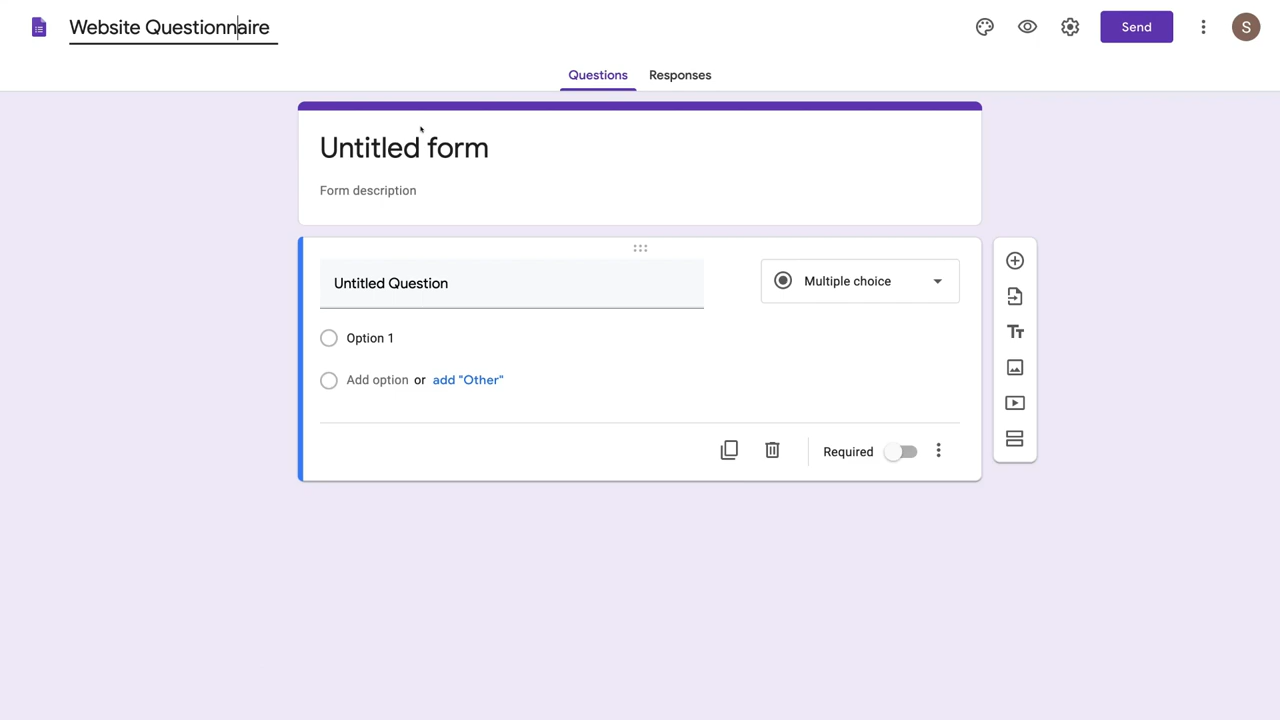 Website Questionnaire
Send
S
Questions Responses
Untitled form
Form description
Untitled Question
Multiple choice
Option 1
Add option or add "Other"
Required
Tт